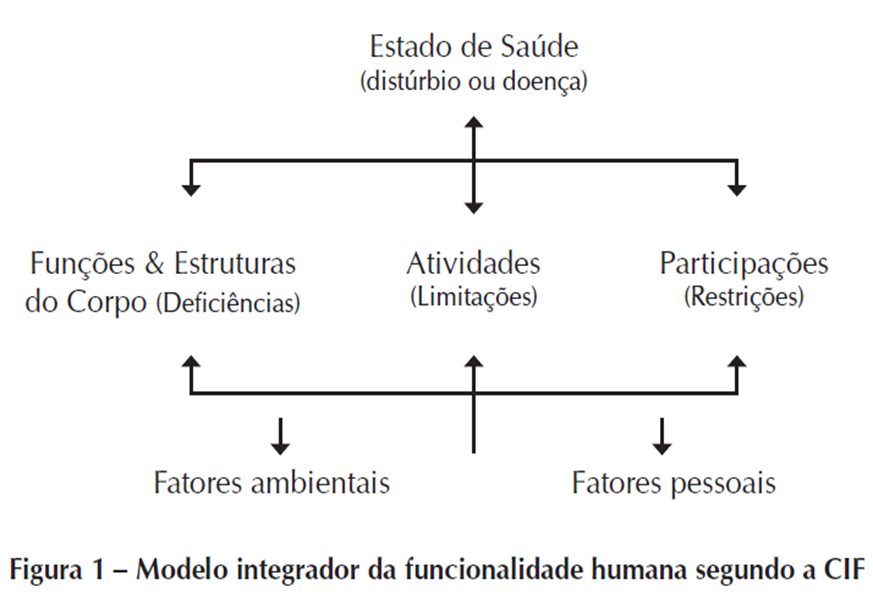 Estado de Saúde
(distúrbio ou doença)
Funções & Estruturas
do Corpo (Deficiências)
Atividades
(Limitações)
Participações
(Restrições)
Fatores ambientais
Fatores pessoais
Figura 1 – Modelo integrador da funcionalidade humana segundo a CIF